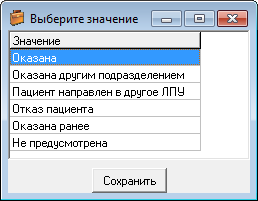 Выберите значение
Значение
Оказана
Оказана другим подразделением
Пациент направлен в другое ЛПУ
Отказ пациента
Оказана ранее
Не предусмотрена
Сохранить